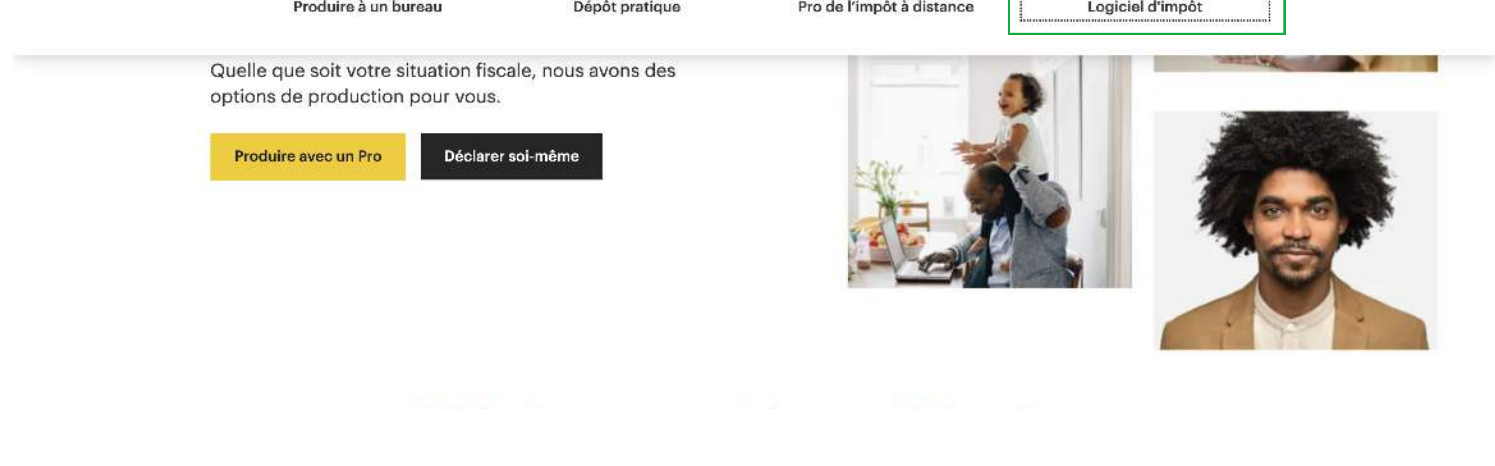 Produire à un bureau
Dépôt pratique
Pro de l'impôt à distance
Logiciel d'impôt
Quelle que soit votre situation fiscale, nous avons des
options de production pour vous.
Produire avec un Pro
Déclarer soi-même